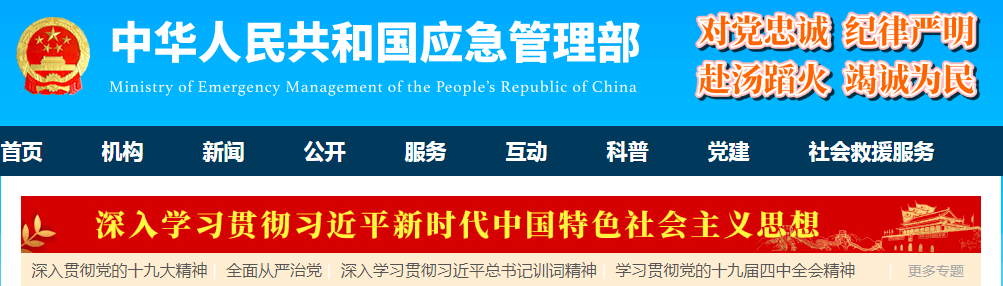 中华人民共和国应急管理部
Ministry of Emergency Management of the People's Republic of China
对党忠诚 纪律严明
赴汤蹈火 竭诚为民
首页 机构 新闻 公开 服务 互动 科普 党建 社会救援服务
深入学习贯彻习近平新时代中国特色社会主义思想
深入贯彻党的十九大精神 | 全面从严治党 | 深入学习贯彻习近平总书记训词精神 | 学习贯彻党的十九届四中全会精神 | 更多专题